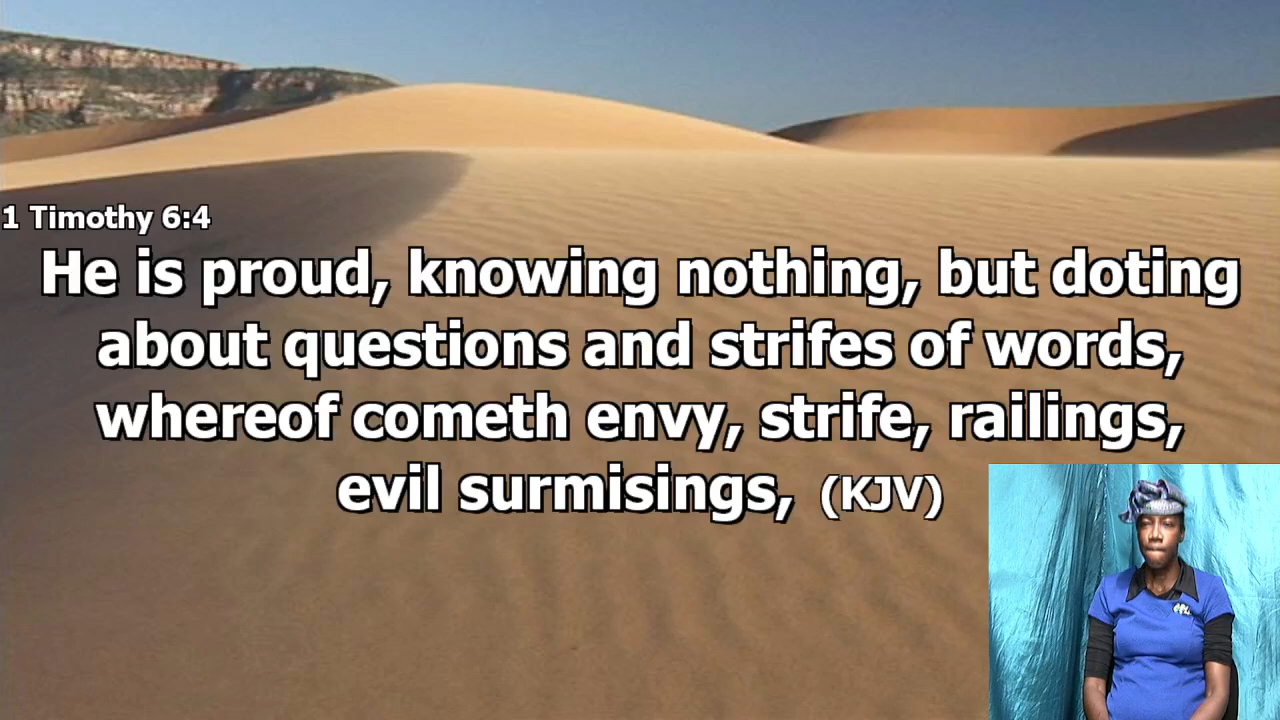 1 Timothy 6:4
He is proud, knowing nothing, but doting
about questions and strifes of words,
whereof cometh envy, strife, railings,
evil surmisings, (KJV)